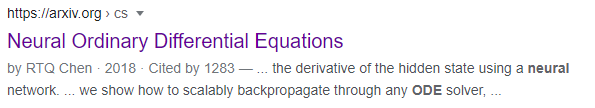 https://arxiv.org › cs
Neural Ordinary Differential Equations
by RTQ Chen · 2018 · Cited by 1283 — ... the derivative of the hidden state using a neural
network. ... we show how to scalably backpropagate through any ODE solver, ...